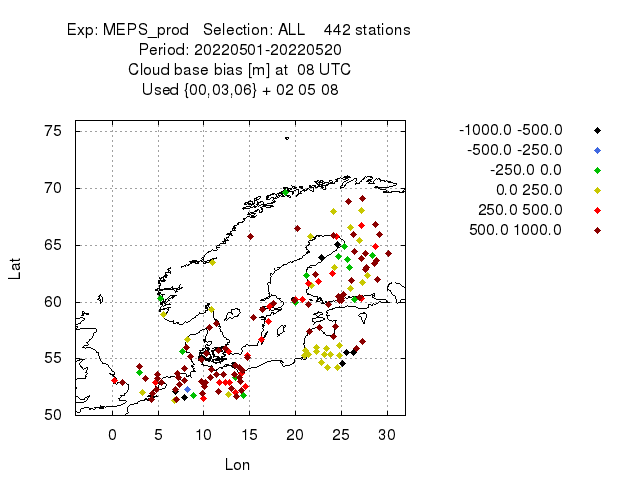 Exp: MEPS_prod   Selection: ALL    442 stations
Period: 20220501-20220520
Cloud base bias [m] at  08 UTC
Used {00,03,06} + 02 05 08
-1000.0 -500.0
-500.0 -250.0
-250.0 0.0
0.0 250.0
250.0 500.0
500.0 1000.0
75
70
65
60
55
50
Lat
0 5 10 15 20 25 30
Lon